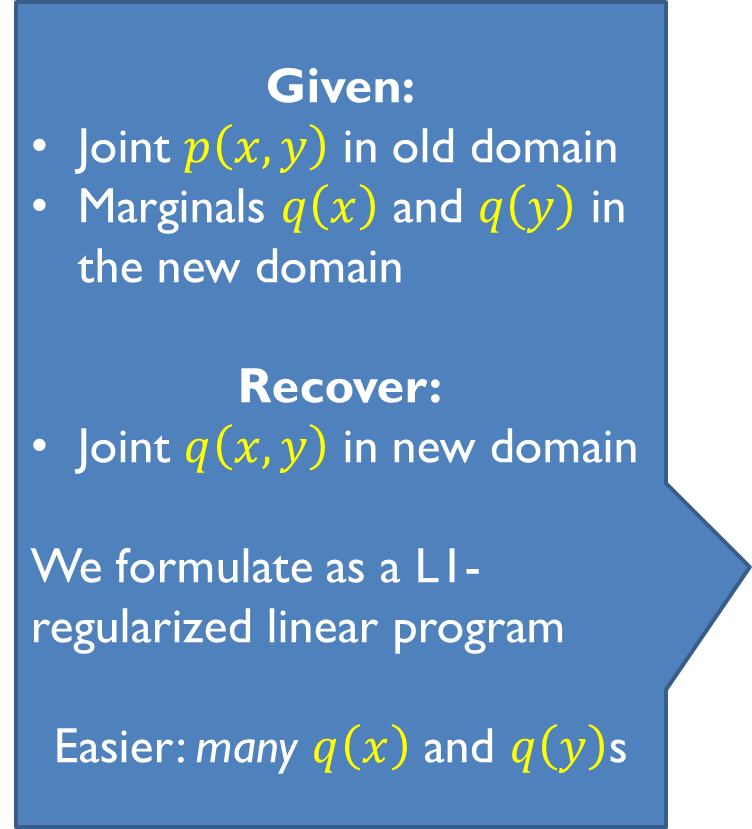 Given:
• Joint p(x, y) in old domain
• Marginals q(x) and q(y) in
the new domain
Recover:
• Joint q(x, y) in new domain
We formulate as a L1-
regularized linear program
Easier: many q(x) and q(y)s